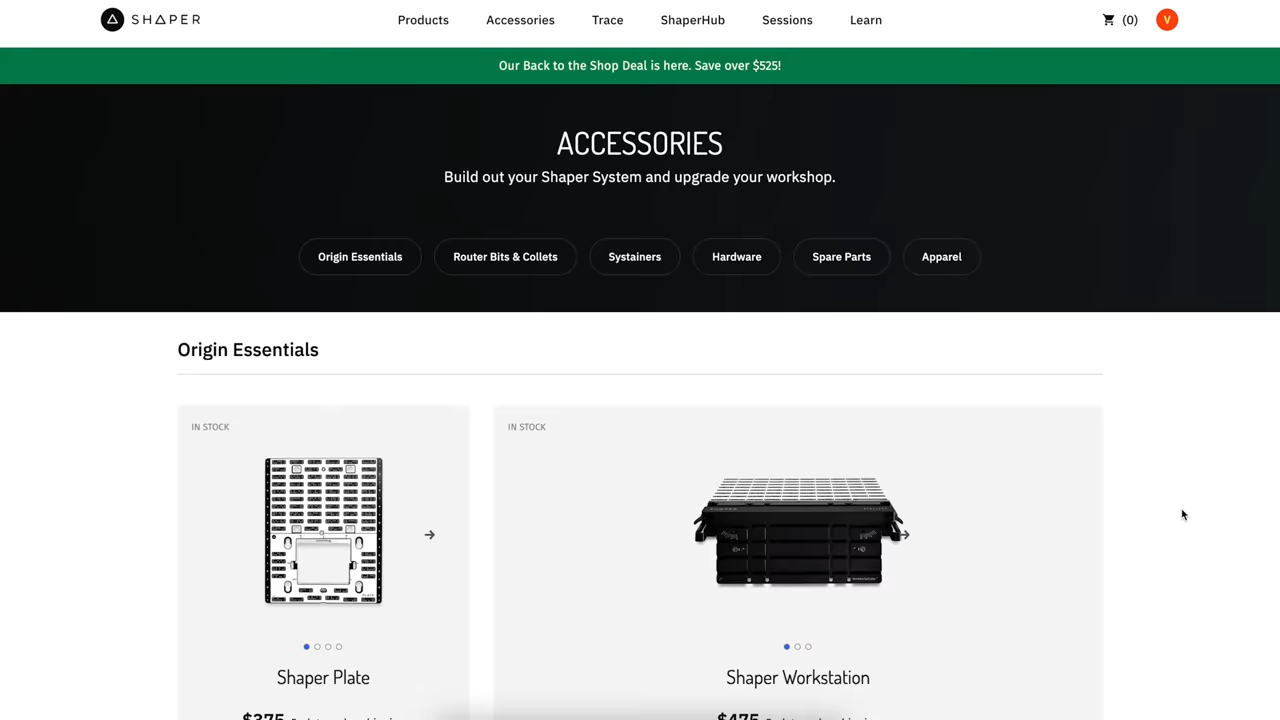 SHAPER
Products
Accessories
Trace
ShaperHub
Sessions
Learn
(0)
V
Our Back to the Shop Deal is here. Save over $525!
ACCESSORIES
Build out your Shaper System and upgrade your workshop.
Origin Essentials
Router Bits & Collets
Systainers
Hardware
Spare Parts
Apparel
Origin Essentials
IN STOCK
IN STOCK
Shaper Plate
Shaper Workstation
$375
$475